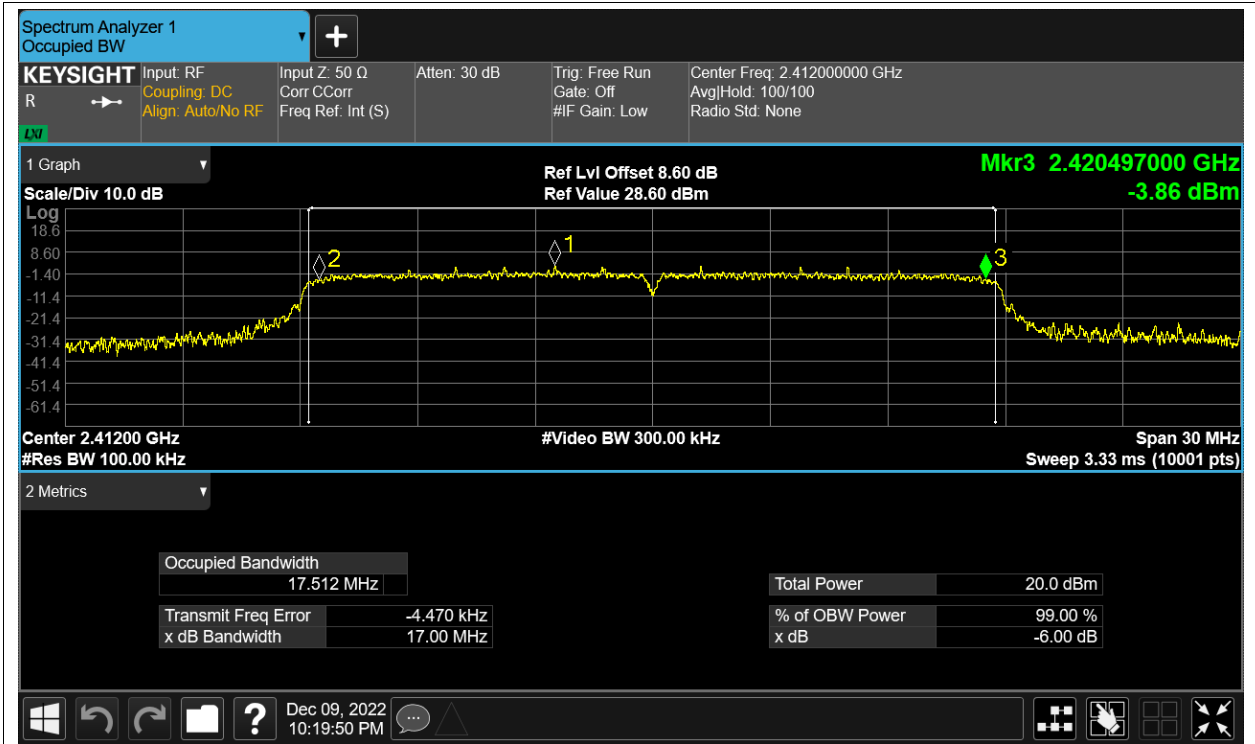 Spectrum Analyzer 1
Occupied BW
+
KEYSIGHT
R
LXI
Input: RF
Coupling: DC
Align: Auto/No RF
Input Z: 50 Ω
Corr CCorr
Freq Ref: Int (S)
Atten: 30 dB
Trig: Free Run
Gate: Off
#IF Gain: Low
Center Freq: 2.412000000 GHz
Avg|Hold: 100/100
Radio Std: None
1 Graph
Scale/Div 10.0 dB
Ref Lvl Offset 8.60 dB
Ref Value 28.60 dBm
Mkr3 2.420497000 GHz
-3.86 dBm
Log
18.6
8.60
-1.40
-11.4
-21.4
-31.4
-41.4
-51.4
-61.4
2
1
3
Center 2.41200 GHz
#Res BW 100.00 kHz
#Video BW 300.00 kHz
Span 30 MHz
Sweep 3.33 ms (10001 pts)
2 Metrics
Occupied Bandwidth
17.512 MHz
Transmit Freq Error -4.470 kHz
x dB Bandwidth 17.00 MHz
Total Power 20.0 dBm
% of OBW Power 99.00 %
x dB -6.00 dB
?
Dec 09, 2022
10:19:50 PM